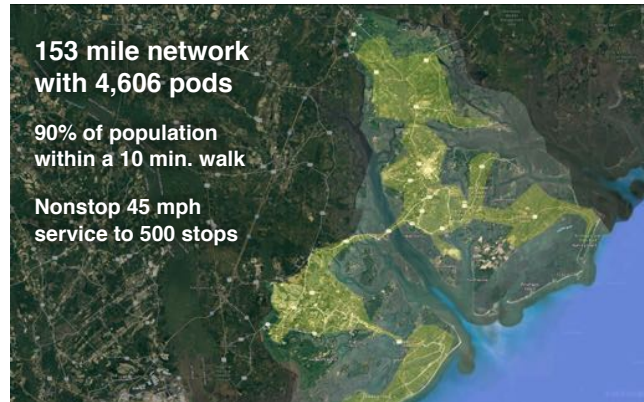 153 mile network
with 4,606 pods
90% of population
within a 10 min. walk
Nonstop 45 mph
service to 500 stops